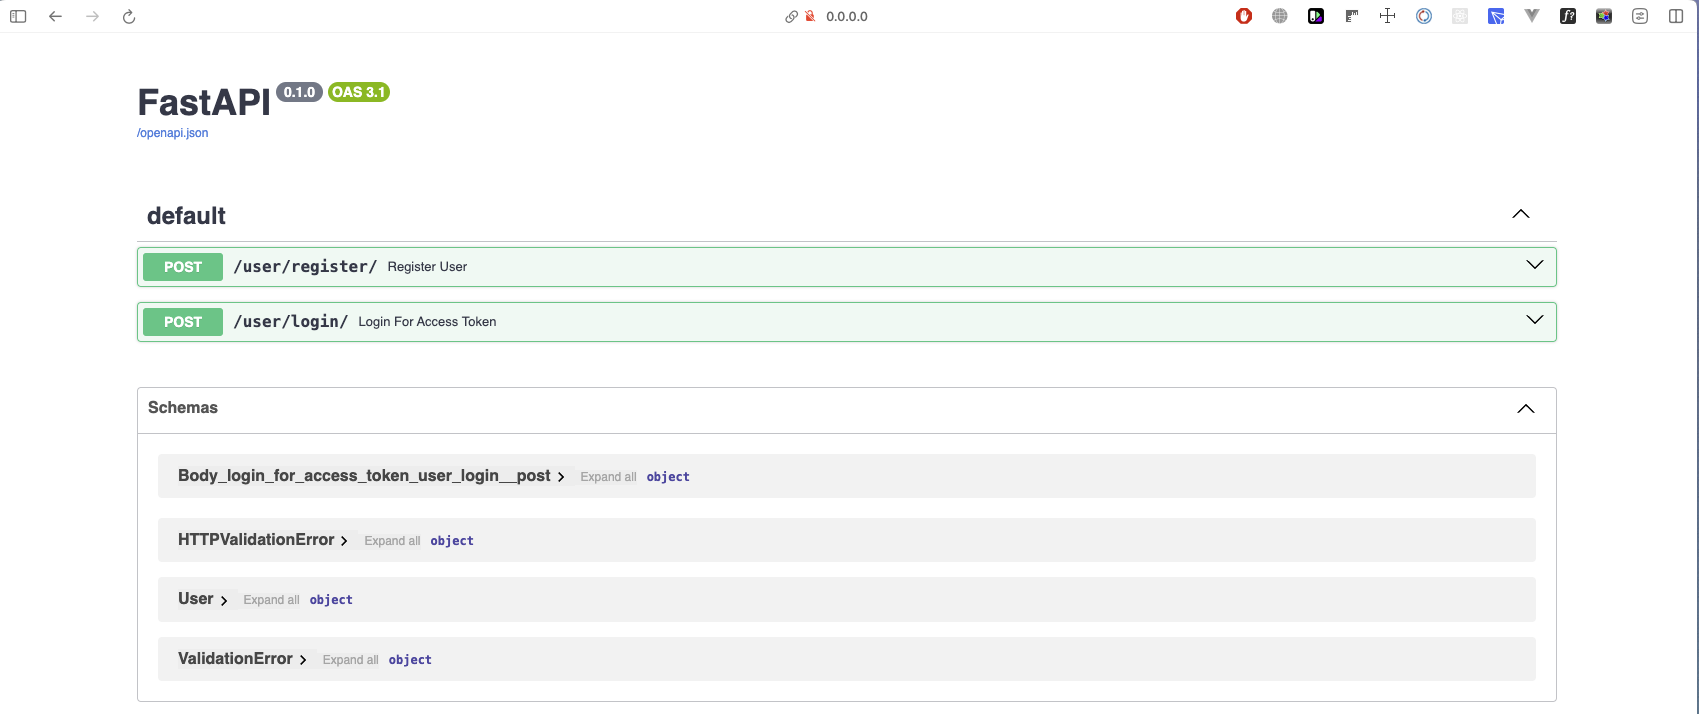 0.0.0.0
FastAPI 0.1.0 OAS 3.1
/openapi.json
default
POST /user/register/ Register User
POST /user/login/ Login For Access Token
Schemas
Body_login_for_access_token_user_login__post Expand all object
HTTPValidationError Expand all object
User Expand all object
ValidationError Expand all object